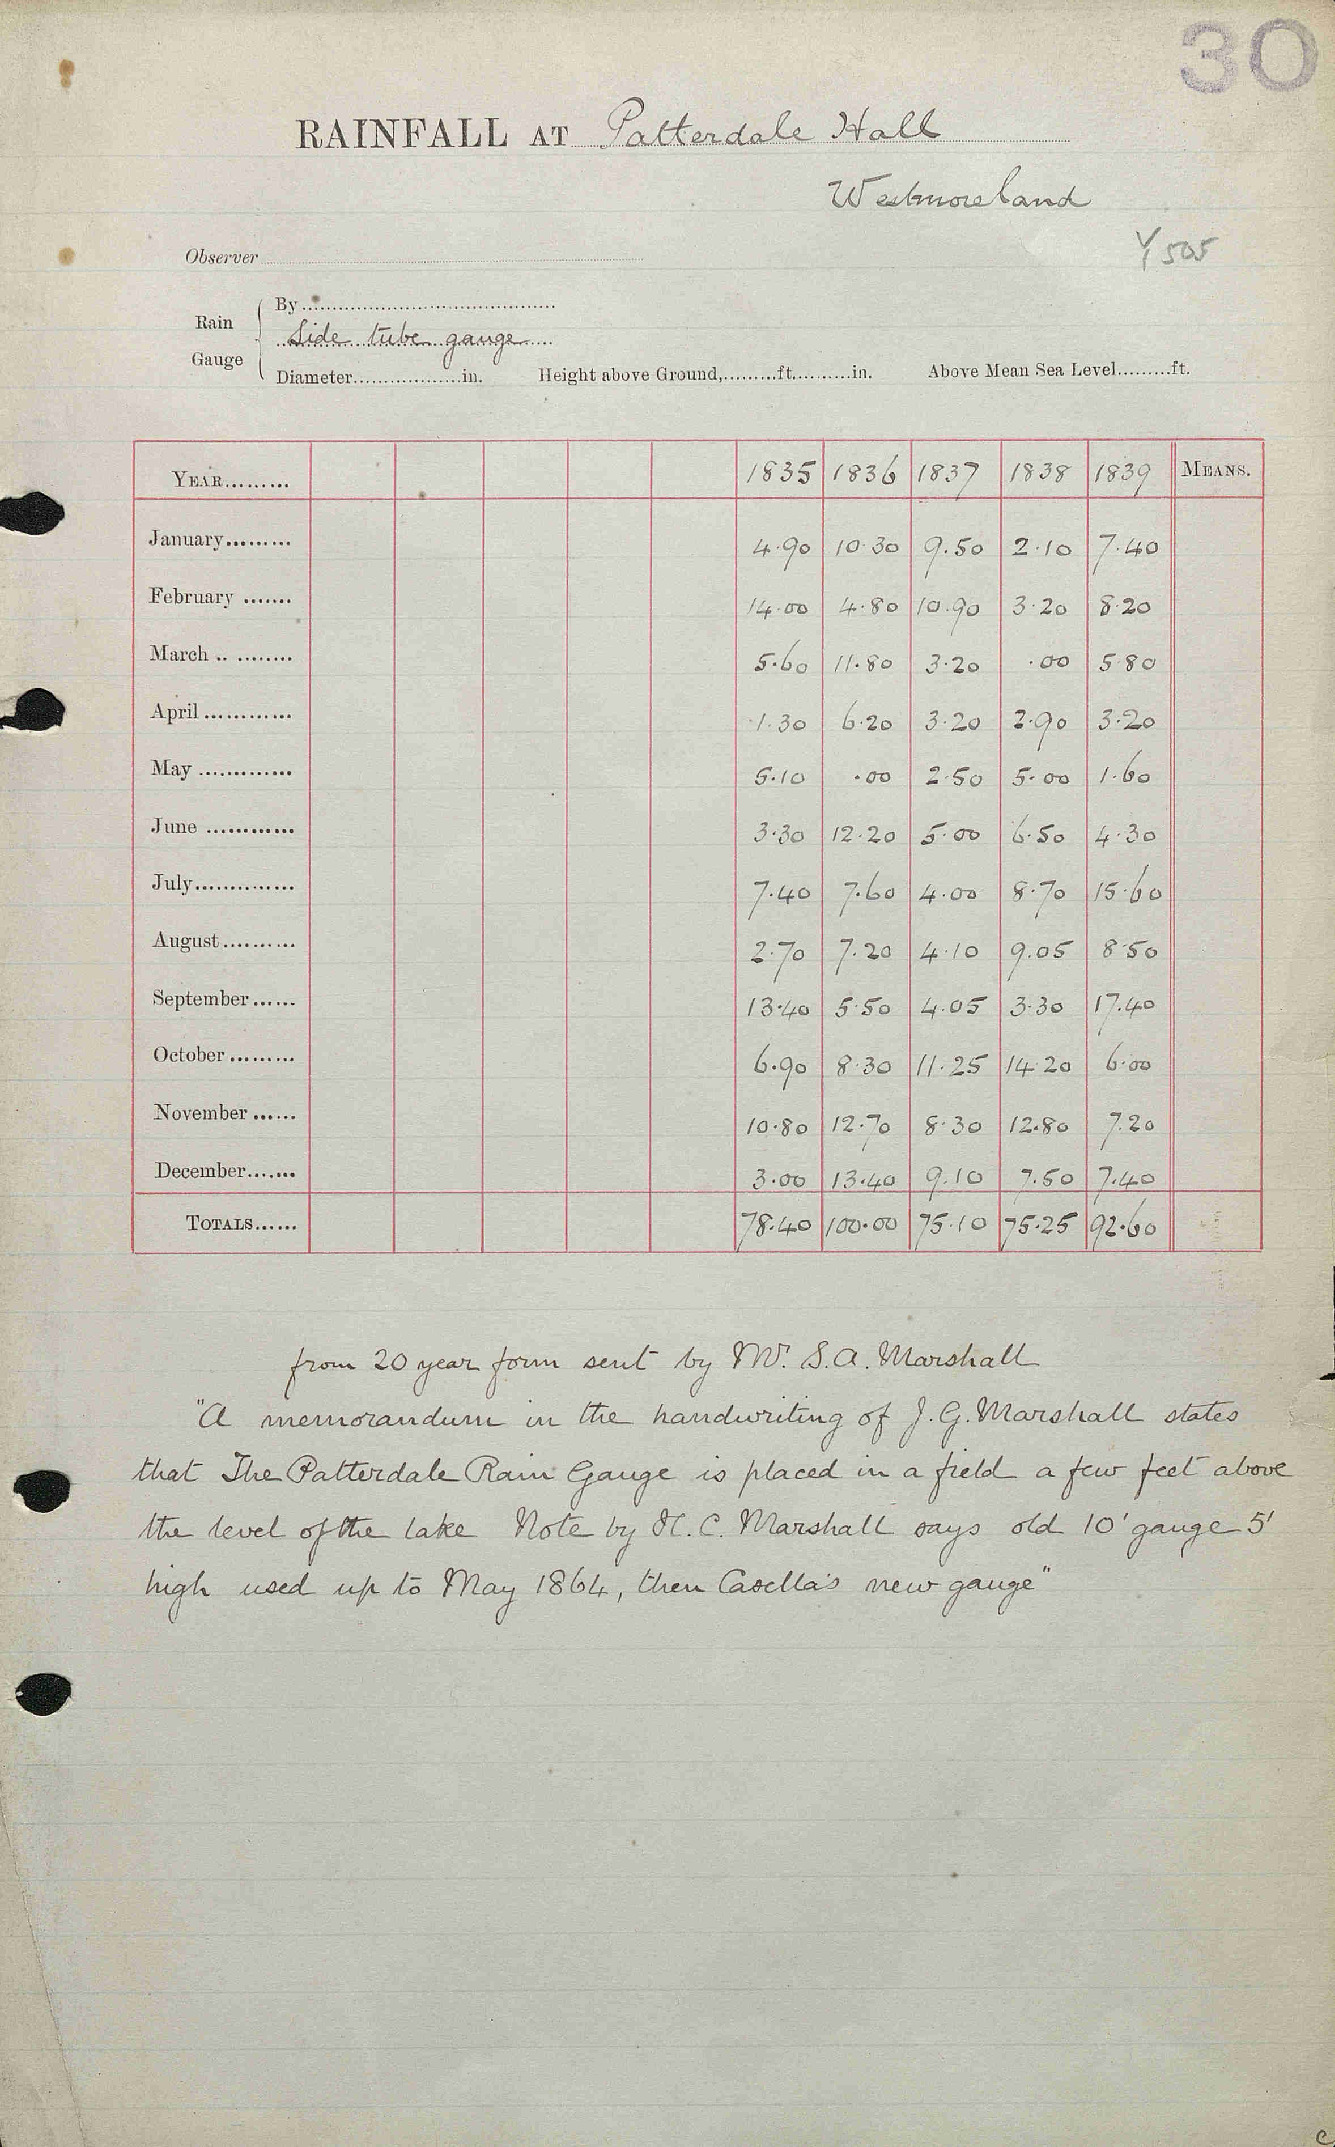 30
RAINFALL AT Patterdale Hall
Westmoreland
Y 505
Observer
Rain Gauge
By
Side tube gauge
Diameter in. Height above Ground, ft. in. Above Mean Sea Level ft.
YEAR 1835 1836 1837 1838 1839 MEANS.
January 4.90 10.30 9.50 2.10 7.40
February 14.00 4.80 10.90 3.20 8.20
March 5.60 11.80 3.20 .00 5.80
April 1.30 6.20 3.20 2.90 3.20
May 5.10 .00 2.50 5.00 1.60
June 3.30 12.20 5.00 6.50 4.30
July 7.40 7.60 4.00 8.70 15.60
August 2.70 7.20 4.10 9.05 8.50
September 13.40 5.50 4.05 3.30 17.40
October 6.90 8.30 11.25 14.20 6.00
November 10.80 12.70 8.30 12.80 7.20
December 3.00 13.40 9.10 7.50 7.40
TOTALS 78.40 100.00 75.10 75.25 92.60
from 20 year form sent by Mr. S.A. Marshall
"A memorandum in the handwriting of J.G. Marshall states
that The Patterdale Rain Gauge is placed in a field a few feet above
the level of the lake Note by H.C. Marshall says old 10' gauge 5'
high used up to May 1864, then Casella's new gauge"
c